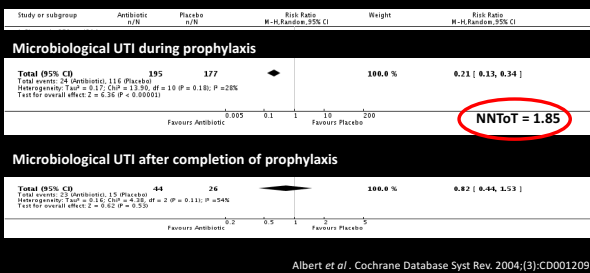 Study or subgroup Antibiotic Placebo Risk Ratio Weight Risk Ratio
n/N n/N M-H,Random,95% CI M-H,Random,95% CI
Microbiological UTI during prophylaxis
Total (95% CI) 195 177 100.0 % 0.21 [ 0.13, 0.34 ]
Total events: 24 (Antibiotic), 116 (Placebo)
Heterogeneity: Tau² = 0.17; Chi² = 13.90, df = 10 (P = 0.18); I² =28%
Test for overall effect: Z = 6.36 (P < 0.00001)
0.005 0.1 1 10 200
Favours Antibiotic Favours Placebo
NNToT = 1.85
Microbiological UTI after completion of prophylaxis
Total (95% CI) 44 26 100.0 % 0.82 [ 0.44, 1.53 ]
Total events: 23 (Antibiotic), 15 (Placebo)
Heterogeneity: Tau² = 0.16; Chi² = 4.38, df = 2 (P = 0.11); I² =54%
Test for overall effect: Z = 0.62 (P = 0.53)
0.2 0.5 1 2 5
Favours Antibiotic Favours Placebo
Albert et al . Cochrane Database Syst Rev. 2004;(3):CD001209